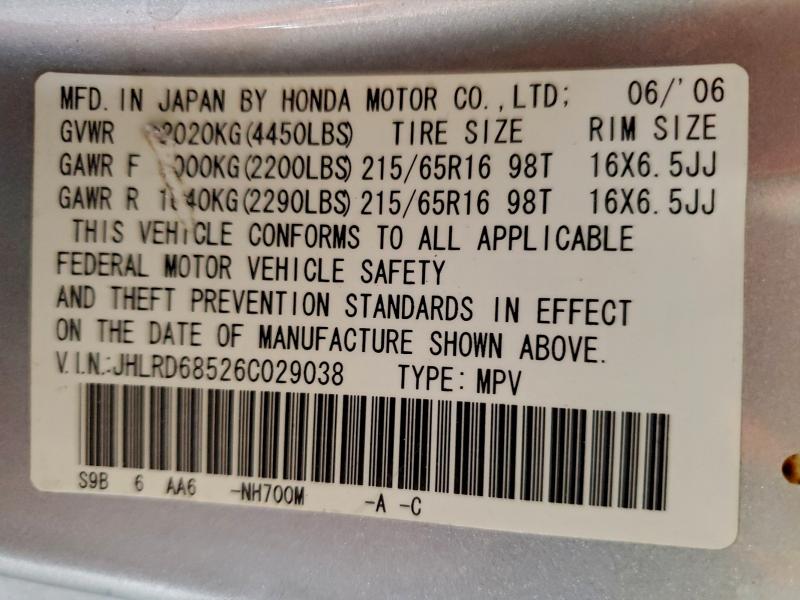 MFD. IN JAPAN BY HONDA MOTOR CO., LTD; 06/'06
GVWR 2020KG(4450LBS) TIRE SIZE RIM SIZE
GAWR F 000KG(2200LBS) 215/65R16 98T 16X6.5JJ
GAWR R 40KG(2290LBS) 215/65R16 98T 16X6.5JJ
THIS VEHICLE CONFORMS TO ALL APPLICABLE
FEDERAL MOTOR VEHICLE SAFETY
AND THEFT PREVENTION STANDARDS IN EFFECT
ON THE DATE OF MANUFACTURE SHOWN ABOVE.
V.I.N.:JHLRD68526C029038 TYPE: MPV
S9B 6 AA6 -NH700M -A -C